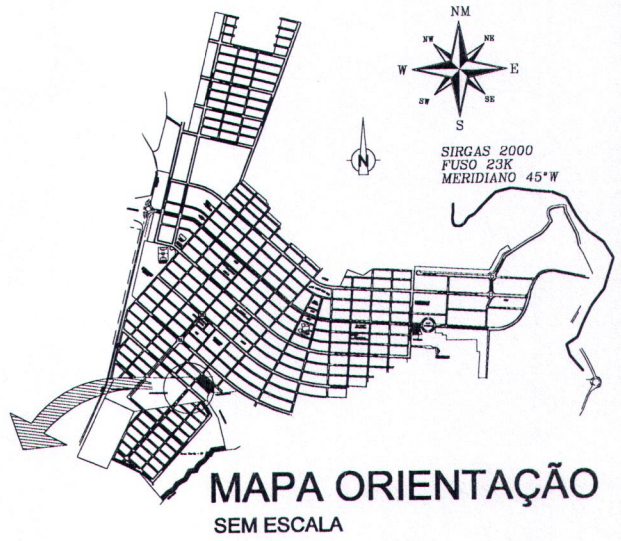 NM
NW
NE
W
E
SW
SE
S
N
SIRGAS 2000
FUSO 23K
MERIDIANO 45°W
MAPA ORIENTAÇÃO
SEM ESCALA